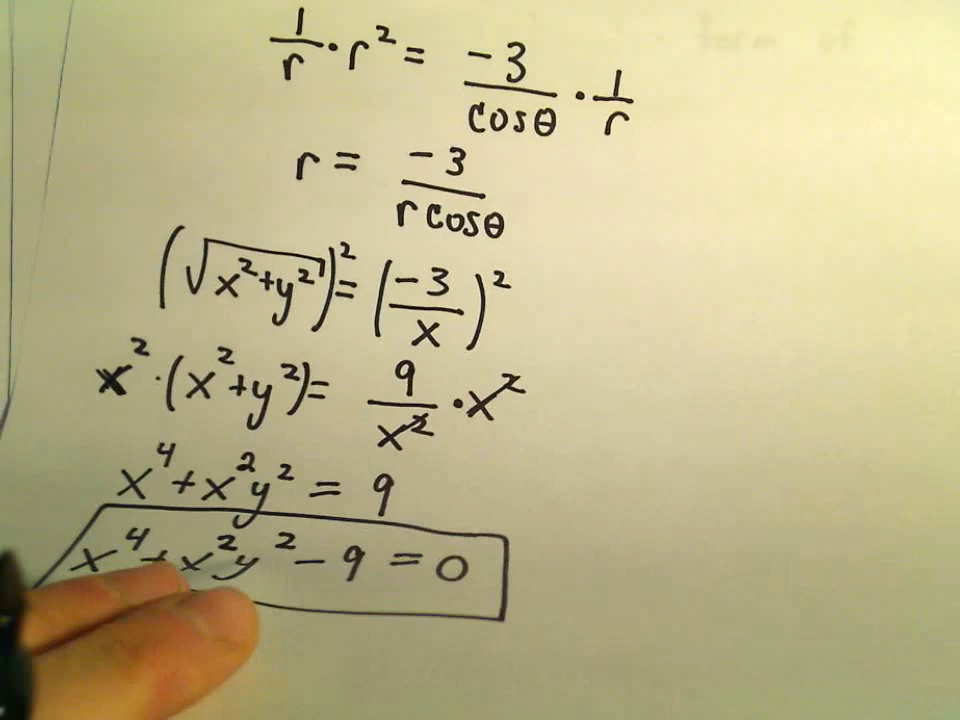 1/r · r² = -3/cosθ · 1/r
r = -3/(r cosθ)
(√(x²+y²))² = (-3/x)²
x² · (x²+y²) = 9/x² · x²
x⁴ + x²y² = 9
x⁴ + x²y² - 9 = 0